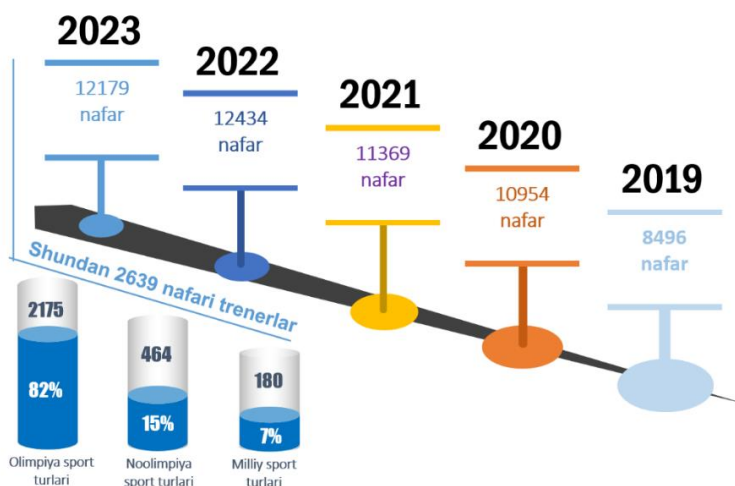 2023
12179
nafar
2022
12434
nafar
2021
11369
nafar
2020
10954
nafar
2019
8496
nafar
Shundan 2639 nafari trenerlar
2175
82%
Olimpiya sport
turlari
464
15%
Noolimpiya
sport turlari
180
7%
Milliy sport
turlari